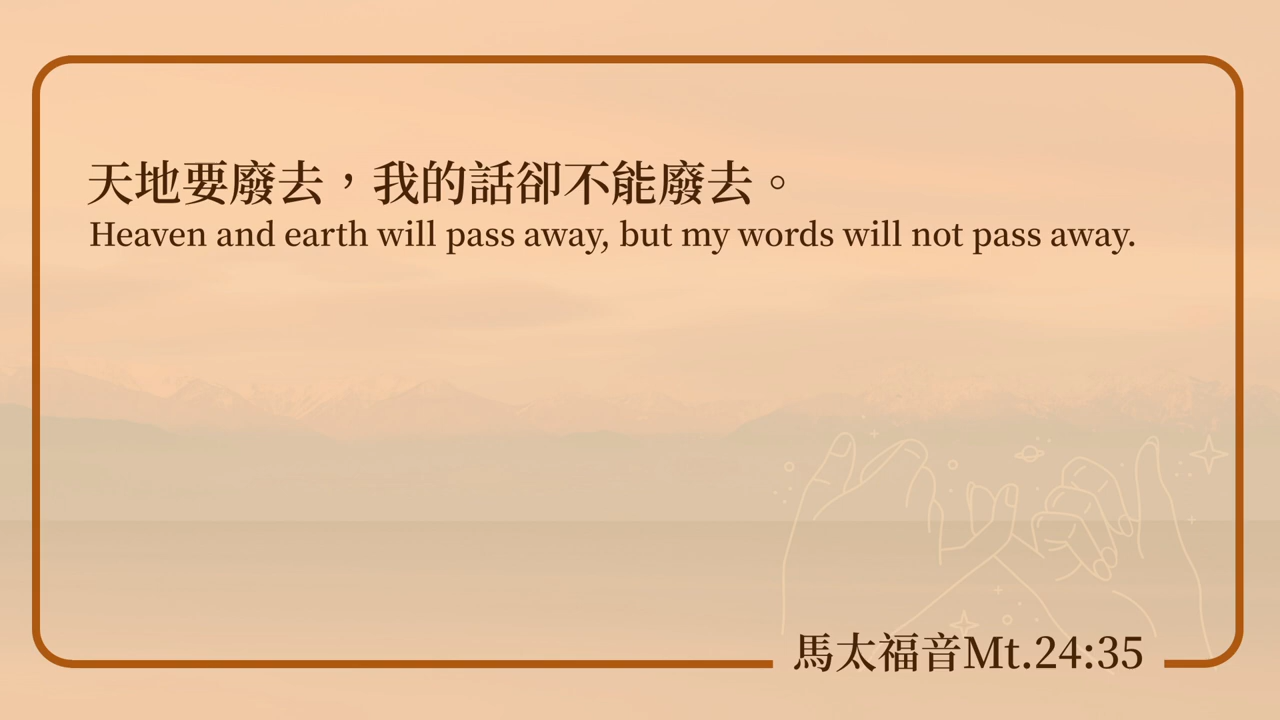 天地要廢去，我的話卻不能廢去。
Heaven and earth will pass away, but my words will not pass away.
馬太福音Mt.24:35